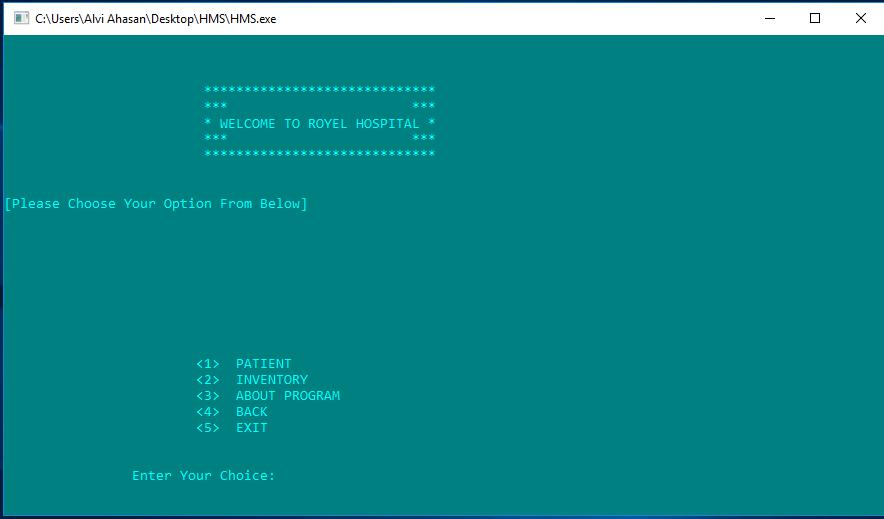 C:\Users\Alvi Ahasan\Desktop\HMS\HMS.exe
*****************************
*** ***
* WELCOME TO ROYEL HOSPITAL *
*** ***
*****************************
[Please Choose Your Option From Below]
<1> PATIENT
<2> INVENTORY
<3> ABOUT PROGRAM
<4> BACK
<5> EXIT
Enter Your Choice: